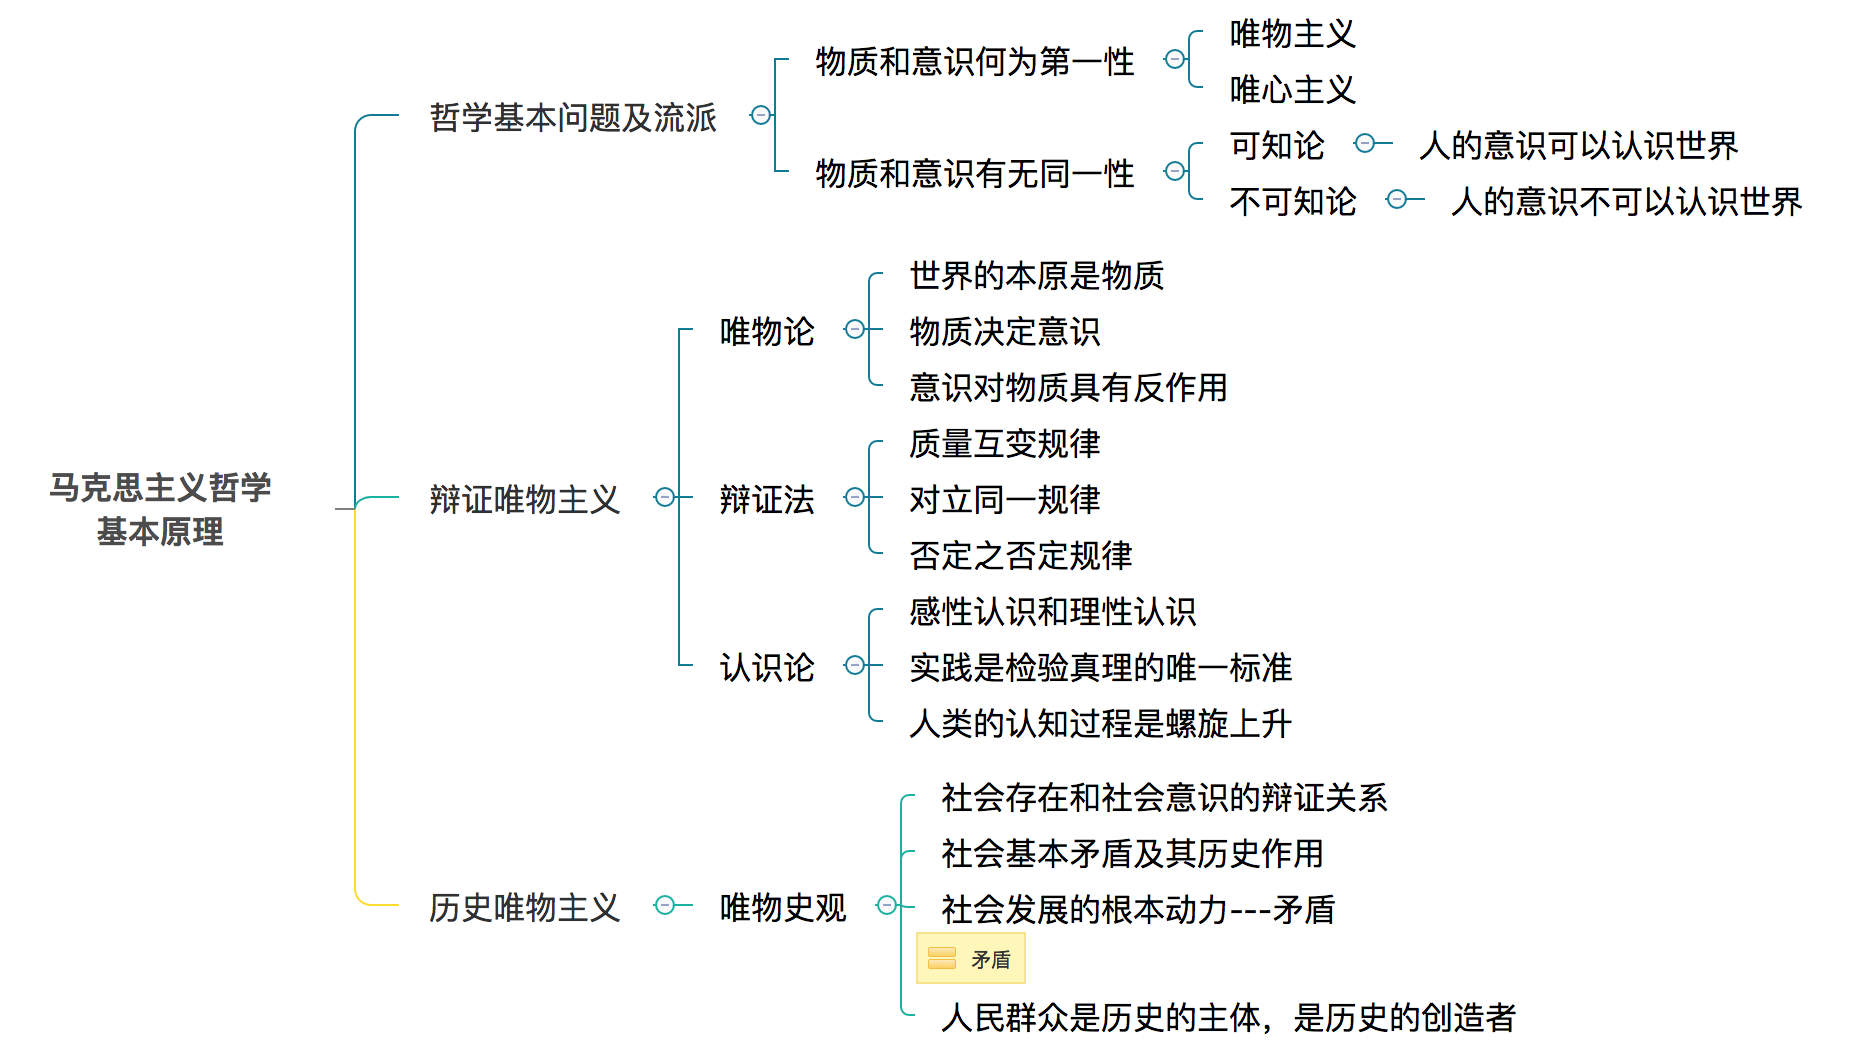 马克思主义哲学
基本原理
哲学基本问题及流派
物质和意识何为第一性
唯物主义
唯心主义
物质和意识有无同一性
可知论
人的意识可以认识世界
不可知论
人的意识不可以认识世界
辩证唯物主义
唯物论
世界的本原是物质
物质决定意识
意识对物质具有反作用
辩证法
质量互变规律
对立同一规律
否定之否定规律
认识论
感性认识和理性认识
实践是检验真理的唯一标准
人类的认知过程是螺旋上升
历史唯物主义
唯物史观
社会存在和社会意识的辩证关系
社会基本矛盾及其历史作用
社会发展的根本动力---矛盾
矛盾
人民群众是历史的主体，是历史的创造者